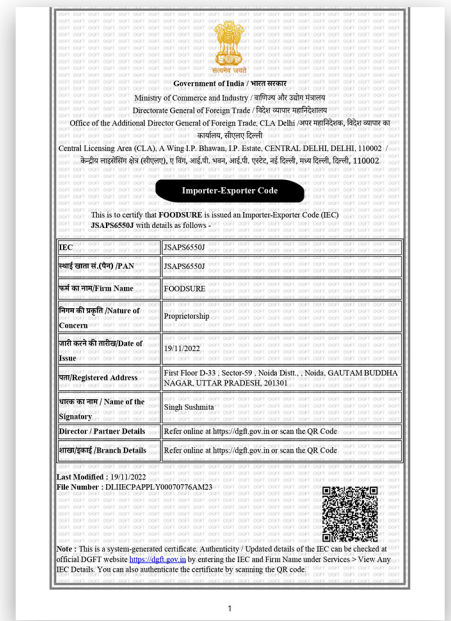 सत्यमेव जयते
Government of India / भारत सरकार
Ministry of Commerce and Industry / वाणिज्य और उद्योग मंत्रालय
Directorate General of Foreign Trade / विदेश व्यापार महानिदेशालय
Office of the Additional Director General of Foreign Trade, CLA Delhi /अपर महानिदेशक, विदेश व्यापार का
कार्यालय, सीएलए दिल्ली
Central Licensing Area (CLA), A Wing I.P. Bhawan, I.P. Estate, CENTRAL DELHI, DELHI, 110002 /
केन्द्रीय लाइसेंसिंग क्षेत्र (सीएलए), ए विंग, आई.पी. भवन, आई.पी. एस्टेट, नई दिल्ली, मध्य दिल्ली, दिल्ली, 110002
Importer-Exporter Code
This is to certify that FOODSURE is issued an Importer-Exporter Code (IEC)
JSAPS6550J with details as follows -
IEC JSAPS6550J
स्थाई खाता सं.(पैन) /PAN JSAPS6550J
फर्म का नाम/Firm Name FOODSURE
निगम की प्रकृति /Nature of
Concern Proprietorship
जारी करने की तारीख/Date of
Issue 19/11/2022
पता/Registered Address First Floor D-33 , Sector-59 , Noida Distt., , Noida, GAUTAM BUDDHA
NAGAR, UTTAR PRADESH, 201301
धारक का नाम / Name of the
Signatory Singh Sushmita
Director / Partner Details Refer online at https://dgft.gov.in or scan the QR Code
शाखा/इकाई /Branch Details Refer online at https://dgft.gov.in or scan the QR Code
Last Modified : 19/11/2022
File Number : DLIIECPAPPLY00070776AM23
Note : This is a system-generated certificate. Authenticity / Updated details of the IEC can be checked at
official DGFT website https://dgft.gov.in by entering the IEC and Firm Name under Services > View Any
IEC Details. You can also authenticate the certificate by scanning the QR code.
1